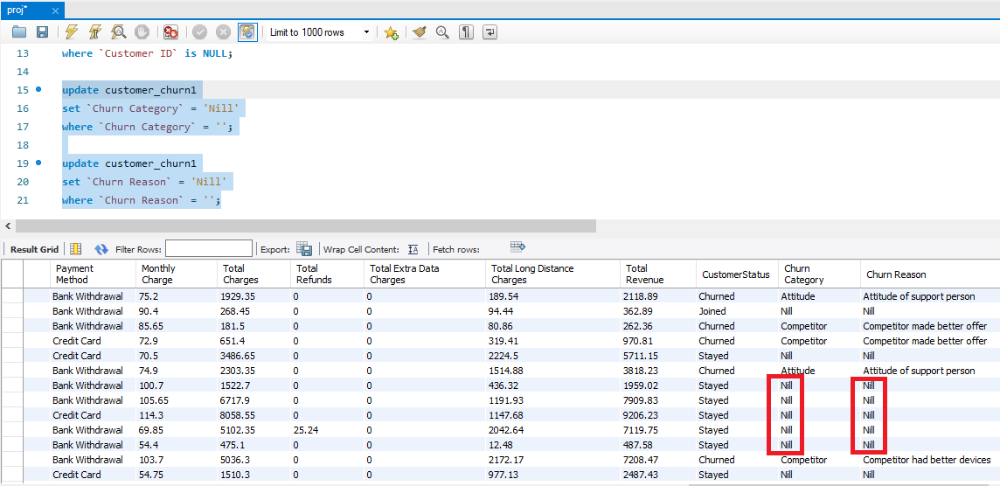 proj*
Limit to 1000 rows
13 where `Customer ID` is NULL;
14
15 update customer_churn1
16 set `Churn Category` = 'Nill'
17 where `Churn Category` = '';
18
19 update customer_churn1
20 set `Churn Reason` = 'Nill'
21 where `Churn Reason` = '';
Result Grid Filter Rows: Export: Wrap Cell Content: Fetch rows:
Payment Method Monthly Charge Total Charges Total Refunds Total Extra Data Charges Total Long Distance Charges Total Revenue CustomerStatus Churn Category Churn Reason
Bank Withdrawal 75.2 1929.35 0 0 189.54 2118.89 Churned Attitude Attitude of support person
Bank Withdrawal 90.4 268.45 0 0 94.44 362.89 Joined Nill Nill
Bank Withdrawal 85.65 181.5 0 0 80.86 262.36 Churned Competitor Competitor made better offer
Credit Card 72.9 651.4 0 0 319.41 970.81 Churned Competitor Competitor made better offer
Credit Card 70.5 3486.65 0 0 2224.5 5711.15 Stayed Nill Nill
Bank Withdrawal 74.9 2303.35 0 0 1514.88 3818.23 Churned Attitude Attitude of support person
Bank Withdrawal 100.7 1522.7 0 0 436.32 1959.02 Stayed Nill Nill
Bank Withdrawal 105.65 6717.9 0 0 1191.93 7909.83 Stayed Nill Nill
Credit Card 114.3 8058.55 0 0 1147.68 9206.23 Stayed Nill Nill
Bank Withdrawal 69.85 5102.35 25.24 0 2042.64 7119.75 Stayed Nill Nill
Bank Withdrawal 54.4 475.1 0 0 12.48 487.58 Stayed Nill Nill
Bank Withdrawal 103.7 5036.3 0 0 2172.17 7208.47 Churned Competitor Competitor had better devices
Credit Card 54.75 1510.3 0 0 977.13 2487.43 Stayed Nill Nill